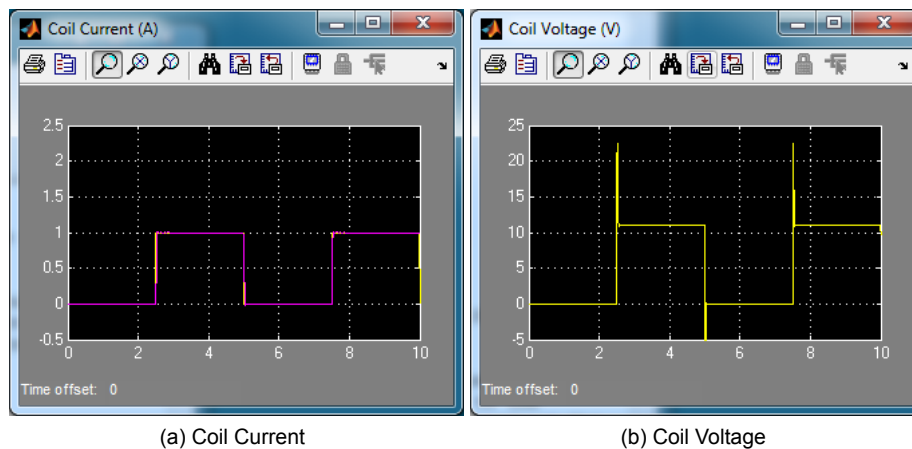 Coil Current (A)
2.5
2
1.5
1
0.5
0
-0.5
0 2 4 6 8 10
Time offset: 0
(a) Coil Current
Coil Voltage (V)
25
20
15
10
5
0
-5
0 2 4 6 8 10
Time offset: 0
(b) Coil Voltage